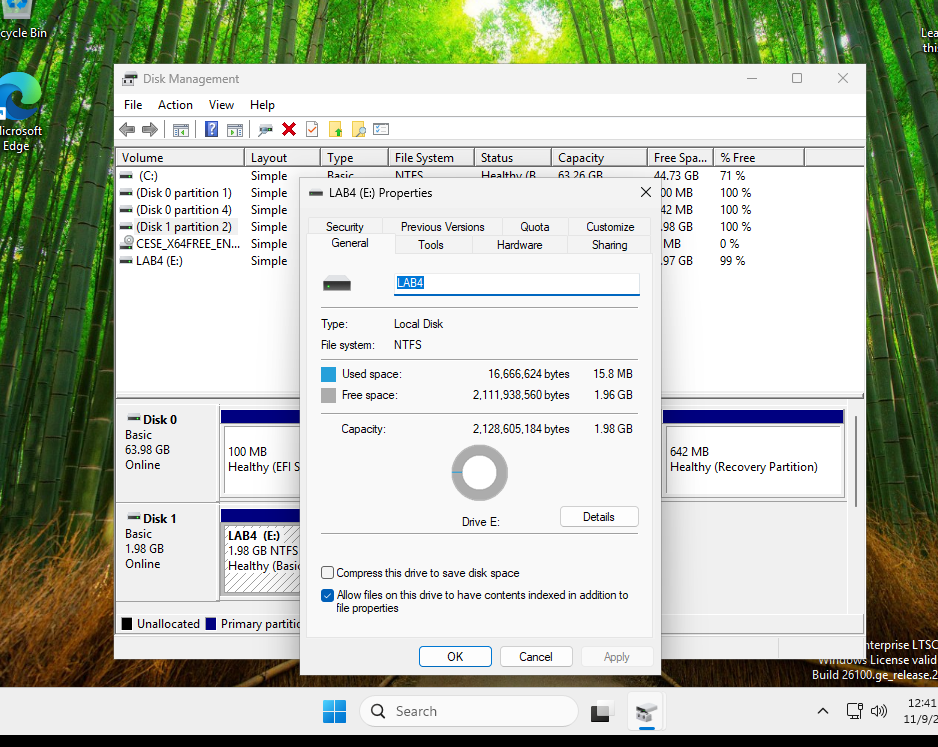 cycle Bin
Lea
thi
icrosoft
Edge
Disk Management
File Action View Help
Volume Layout Type File System Status Capacity Free Spa... % Free
(C:) Simple Basic NTFS Healthy (B 63.26 GB 44.73 GB 71 %
(Disk 0 partition 1) Simple 00 MB 100 %
(Disk 0 partition 4) Simple 42 MB 100 %
(Disk 1 partition 2) Simple .98 GB 100 %
CESE_X64FREE_EN... Simple MB 0 %
LAB4 (E:) Simple .97 GB 99 %
LAB4 (E:) Properties
Security Previous Versions Quota Customize
General Tools Hardware Sharing
LAB4
Type: Local Disk
File system: NTFS
Used space: 16,666,624 bytes 15.8 MB
Free space: 2,111,938,560 bytes 1.96 GB
Capacity: 2,128,605,184 bytes 1.98 GB
Drive E:
Details
Compress this drive to save disk space
Allow files on this drive to have contents indexed in addition to
file properties
OK Cancel Apply
Disk 0
Basic
63.98 GB
Online
100 MB
Healthy (EFI S
642 MB
Healthy (Recovery Partition)
Disk 1
Basic
1.98 GB
Online
LAB4 (E:)
1.98 GB NTFS
Healthy (Basic
Unallocated Primary partitio
nterprise LTSC
Windows License valid
Build 26100.ge_release.2
Search
12:41
11/9/2